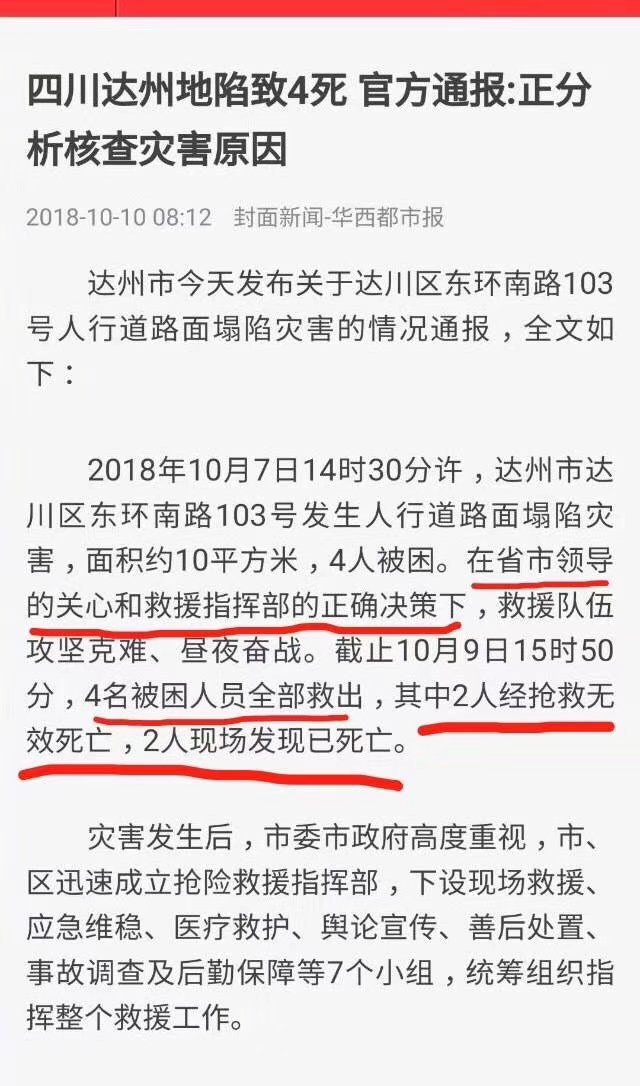 四川达州地陷致4死 官方通报:正分
析核查灾害原因
2018-10-10 08:12 封面新闻-华西都市报
达州市今天发布关于达川区东环南路103
号人行道路面塌陷灾害的情况通报，全文如
下：
2018年10月7日14时30分许，达州市达
川区东环南路103号发生人行道路面塌陷灾
害，面积约10平方米，4人被困。在省市领导
的关心和救援指挥部的正确决策下，救援队伍
攻坚克难、昼夜奋战。截止10月9日15时50
分，4名被困人员全部救出，其中2人经抢救无
效死亡，2人现场发现已死亡。
灾害发生后，市委市政府高度重视，市、
区迅速成立抢险救援指挥部，下设现场救援、
应急维稳、医疗救护、舆论宣传、善后处置、
事故调查及后勤保障等7个小组，统筹组织指
挥整个救援工作。